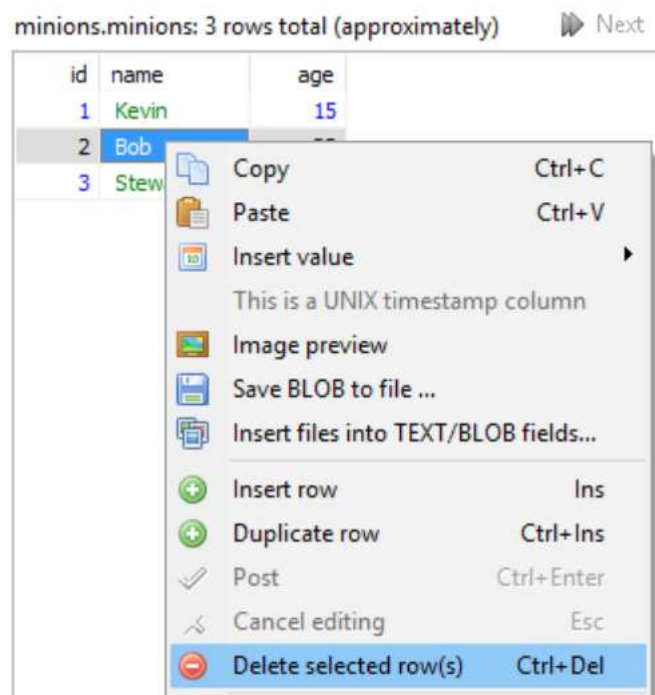 minions.minions: 3 rows total (approximately) Next
id name age
1 Kevin 15
2 Bob
3 Stew
Copy Ctrl+C
Paste Ctrl+V
Insert value
This is a UNIX timestamp column
Image preview
Save BLOB to file ...
Insert files into TEXT/BLOB fields...
Insert row Ins
Duplicate row Ctrl+Ins
Post Ctrl+Enter
Cancel editing Esc
Delete selected row(s) Ctrl+Del